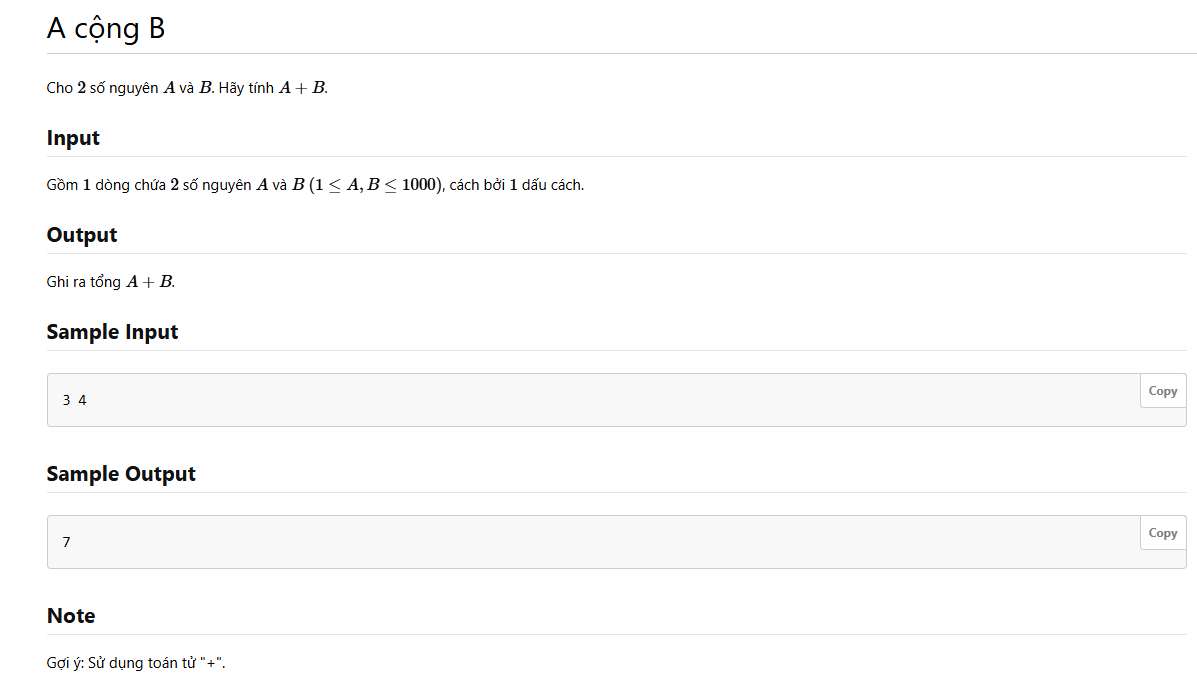 A cộng B
Cho 2 số nguyên A và B. Hãy tính A + B.
Input
Gồm 1 dòng chứa 2 số nguyên A và B (1 ≤ A, B ≤ 1000), cách bởi 1 dấu cách.
Output
Ghi ra tổng A + B.
Sample Input
Copy
3 4
Sample Output
Copy
7
Note
Gợi ý: Sử dụng toán tử "+".